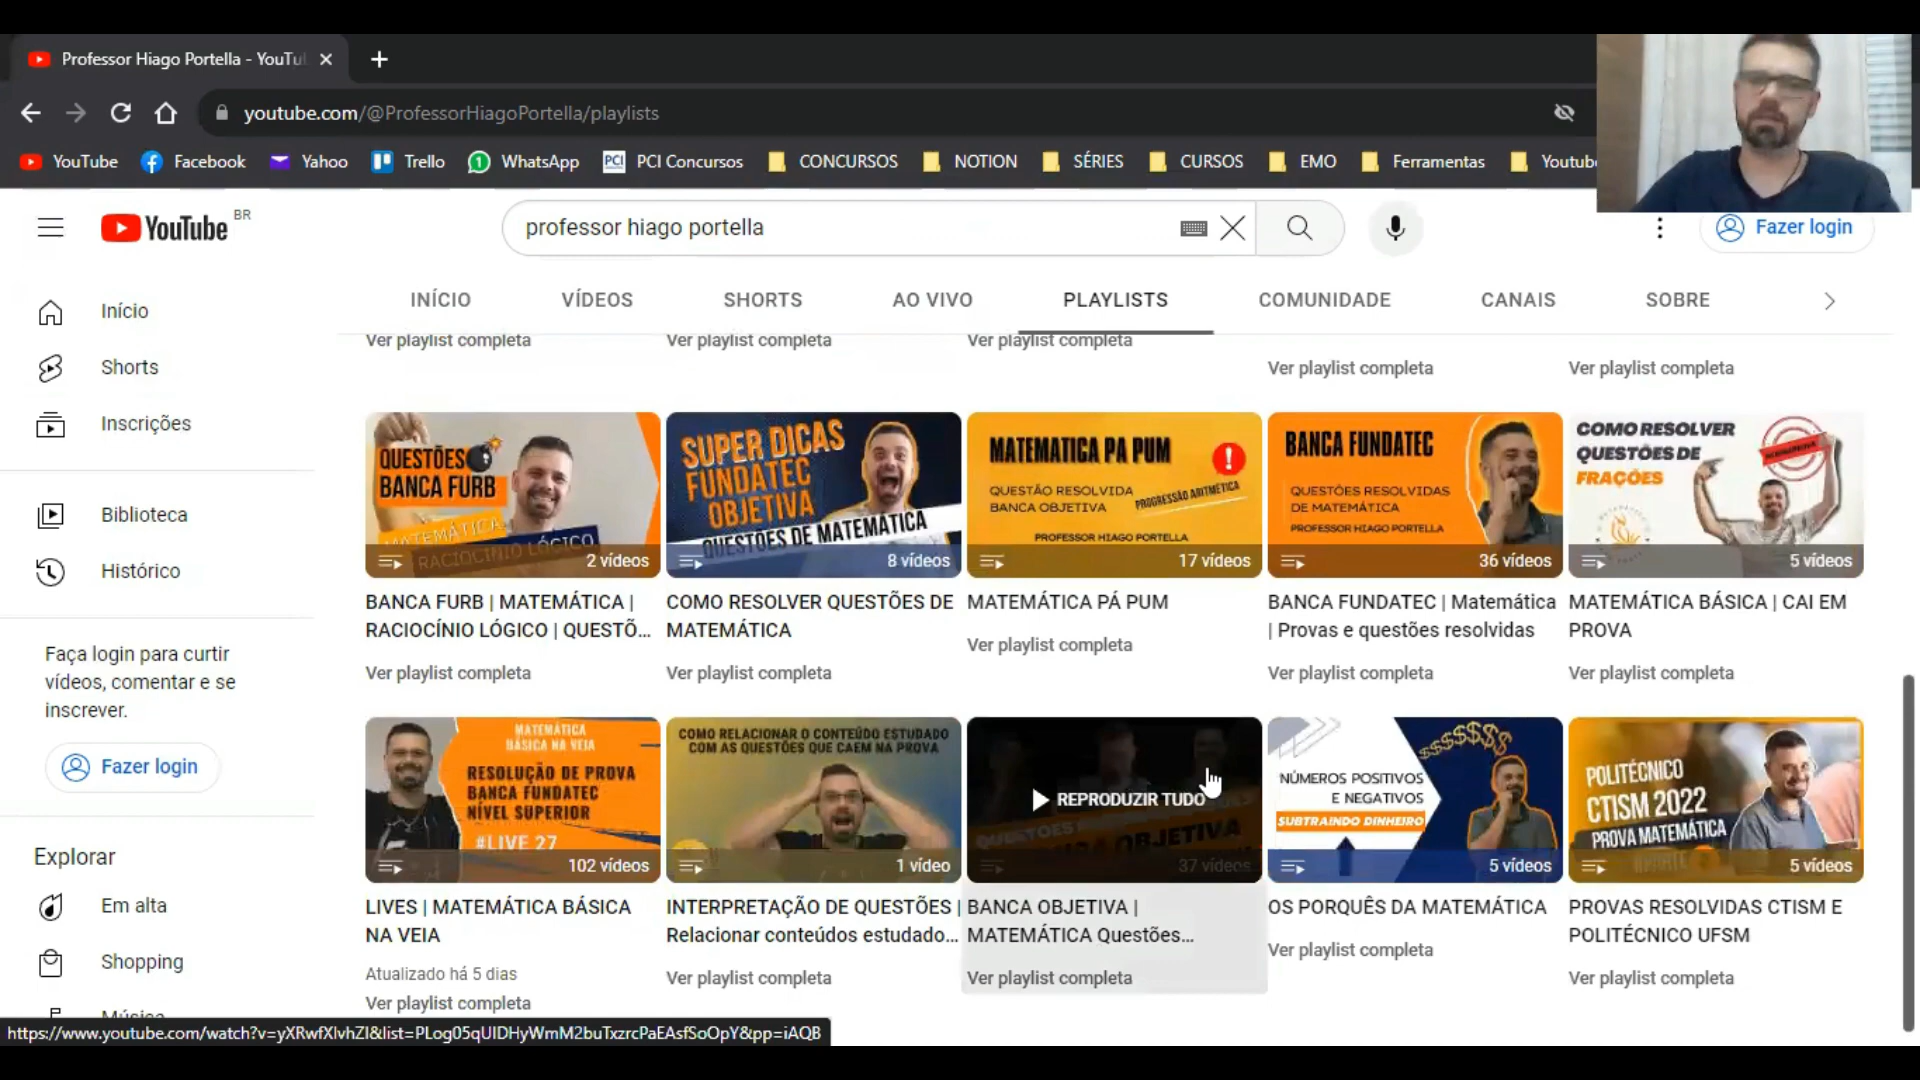 Professor Hiago Portella - YouTu
youtube.com/@ProfessorHiagoPortella/playlists
YouTube
Facebook
Yahoo
Trello
WhatsApp
PCI
PCI Concursos
CONCURSOS
NOTION
SÉRIES
CURSOS
EMO
Ferramentas
Youtube
YouTube BR
professor hiago portella
Fazer login
INÍCIO
VÍDEOS
SHORTS
AO VIVO
PLAYLISTS
COMUNIDADE
CANAIS
SOBRE
Início
Shorts
Inscrições
Biblioteca
Histórico
Faça login para curtir
vídeos, comentar e se
inscrever.
Fazer login
Explorar
Em alta
Shopping
Música
Ver playlist completa
Ver playlist completa
Ver playlist completa
Ver playlist completa
Ver playlist completa
QUESTÕES
BANCA FURB
MATEMÁTICA
RACIOCÍNIO LÓGICO
2 vídeos
BANCA FURB | MATEMÁTICA |
RACIOCÍNIO LÓGICO | QUESTÕ...
Ver playlist completa
SUPER DICAS
FUNDATEC
OBJETIVA
QUESTÕES DE MATEMÁTICA
8 vídeos
COMO RESOLVER QUESTÕES DE
MATEMÁTICA
Ver playlist completa
MATEMATICA PA PUM
QUESTÃO RESOLVIDA
BANCA OBJETIVA
PROGRESSÃO ARITMÉTICA
PROFESSOR HIAGO PORTELLA
17 vídeos
MATEMÁTICA PÁ PUM
Ver playlist completa
BANCA FUNDATEC
QUESTÕES RESOLVIDAS
DE MATEMÁTICA
PROFESSOR HIAGO PORTELLA
36 vídeos
BANCA FUNDATEC | Matemática
| Provas e questões resolvidas
Ver playlist completa
COMO RESOLVER
QUESTÕES DE
FRAÇÕES
5 vídeos
MATEMÁTICA BÁSICA | CAI EM
PROVA
Ver playlist completa
MATEMÁTICA
BÁSICA NA VEIA
RESOLUÇÃO DE PROVA
BANCA FUNDATEC
NÍVEL SUPERIOR
#LIVE 27
102 vídeos
LIVES | MATEMÁTICA BÁSICA
NA VEIA
Atualizado há 5 dias
Ver playlist completa
COMO RELACIONAR O CONTEÚDO ESTUDADO
COM AS QUESTÕES QUE CAEM NA PROVA
1 vídeo
INTERPRETAÇÃO DE QUESTÕES |
Relacionar conteúdos estudado...
Ver playlist completa
REPRODUZIR TUDO
37 vídeos
BANCA OBJETIVA |
MATEMÁTICA Questões...
Ver playlist completa
$$$$$$$
NÚMEROS POSITIVOS
E NEGATIVOS
SUBTRAINDO DINHEIRO
5 vídeos
OS PORQUÊS DA MATEMÁTICA
Ver playlist completa
POLITÉCNICO
CTISM 2022
PROVA MATEMÁTICA
5 vídeos
PROVAS RESOLVIDAS CTISM E
POLITÉCNICO UFSM
Ver playlist completa
https://www.youtube.com/watch?v=yXRwfXlvhZI&list=PLog05qUIDHyWmM2buTxzrcPaEAsfSoOpY&pp=iAQB